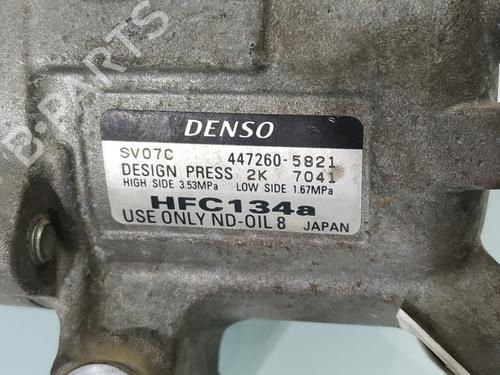 DENSO
SV07C 447260-5821
DESIGN PRESS 2K 7041
HIGH SIDE 3.53MPa LOW SIDE 1.67MPa
HFC134a
USE ONLY ND-OIL 8 JAPAN
B-PARTS